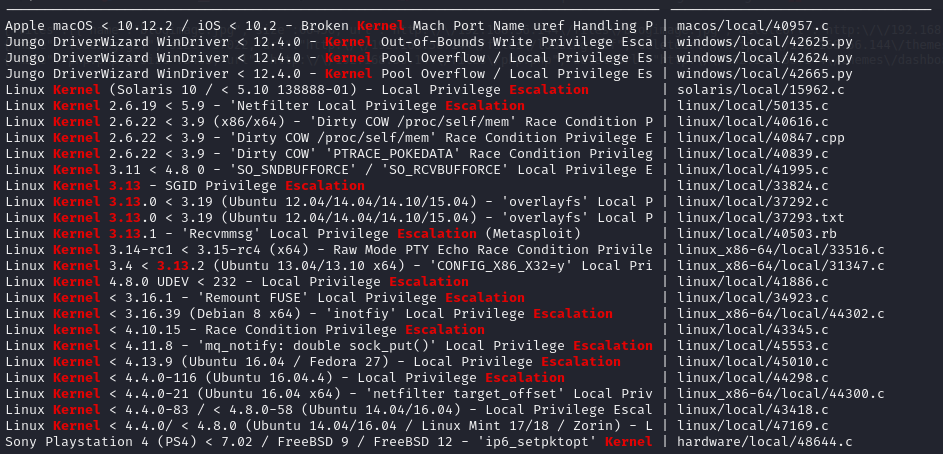 Apple macOS < 10.12.2 / iOS < 10.2 - Broken Kernel Mach Port Name uref Handling P | macos/local/40957.c
Jungo DriverWizard WinDriver < 12.4.0 - Kernel Out-of-Bounds Write Privilege Esca | windows/local/42625.py
Jungo DriverWizard WinDriver < 12.4.0 - Kernel Pool Overflow / Local Privilege Es | windows/local/42624.py
Jungo DriverWizard WinDriver < 12.4.0 - Kernel Pool Overflow / Local Privilege Es | windows/local/42665.py
Linux Kernel (Solaris 10 / < 5.10 138888-01) - Local Privilege Escalation | solaris/local/15962.c
Linux Kernel 2.6.19 < 5.9 - 'Netfilter Local Privilege Escalation | linux/local/50135.c
Linux Kernel 2.6.22 < 3.9 (x86/x64) - 'Dirty COW /proc/self/mem' Race Condition P | linux/local/40616.c
Linux Kernel 2.6.22 < 3.9 - 'Dirty COW /proc/self/mem' Race Condition Privilege E | linux/local/40847.cpp
Linux Kernel 2.6.22 < 3.9 - 'Dirty COW' 'PTRACE_POKEDATA' Race Condition Privileg | linux/local/40839.c
Linux Kernel 3.11 < 4.8 0 - 'SO_SNDBUFFORCE' / 'SO_RCVBUFFORCE' Local Privilege E | linux/local/41995.c
Linux Kernel 3.13 - SGID Privilege Escalation | linux/local/33824.c
Linux Kernel 3.13.0 < 3.19 (Ubuntu 12.04/14.04/14.10/15.04) - 'overlayfs' Local P | linux/local/37292.c
Linux Kernel 3.13.0 < 3.19 (Ubuntu 12.04/14.04/14.10/15.04) - 'overlayfs' Local P | linux/local/37293.txt
Linux Kernel 3.13.1 - 'Recvmmsg' Local Privilege Escalation (Metasploit) | linux/local/40503.rb
Linux Kernel 3.14-rc1 < 3.15-rc4 (x64) - Raw Mode PTY Echo Race Condition Privile | linux_x86-64/local/33516.c
Linux Kernel 3.4 < 3.13.2 (Ubuntu 13.04/13.10 x64) - 'CONFIG_X86_X32=y' Local Pri | linux_x86-64/local/31347.c
Linux Kernel 4.8.0 UDEV < 232 - Local Privilege Escalation | linux/local/41886.c
Linux Kernel < 3.16.1 - 'Remount FUSE' Local Privilege Escalation | linux/local/34923.c
Linux Kernel < 3.16.39 (Debian 8 x64) - 'inotfiy' Local Privilege Escalation | linux_x86-64/local/44302.c
Linux kernel < 4.10.15 - Race Condition Privilege Escalation | linux/local/43345.c
Linux Kernel < 4.11.8 - 'mq_notify: double sock_put()' Local Privilege Escalation | linux/local/45553.c
Linux Kernel < 4.13.9 (Ubuntu 16.04 / Fedora 27) - Local Privilege Escalation | linux/local/45010.c
Linux Kernel < 4.4.0-116 (Ubuntu 16.04.4) - Local Privilege Escalation | linux/local/44298.c
Linux Kernel < 4.4.0-21 (Ubuntu 16.04 x64) - 'netfilter target_offset' Local Priv | linux_x86-64/local/44300.c
Linux Kernel < 4.4.0-83 / < 4.8.0-58 (Ubuntu 14.04/16.04) - Local Privilege Escal | linux/local/43418.c
Linux Kernel < 4.4.0/ < 4.8.0 (Ubuntu 14.04/16.04 / Linux Mint 17/18 / Zorin) - L | linux/local/47169.c
Sony Playstation 4 (PS4) < 7.02 / FreeBSD 9 / FreeBSD 12 - 'ip6_setpktopt' Kernel | hardware/local/48644.c